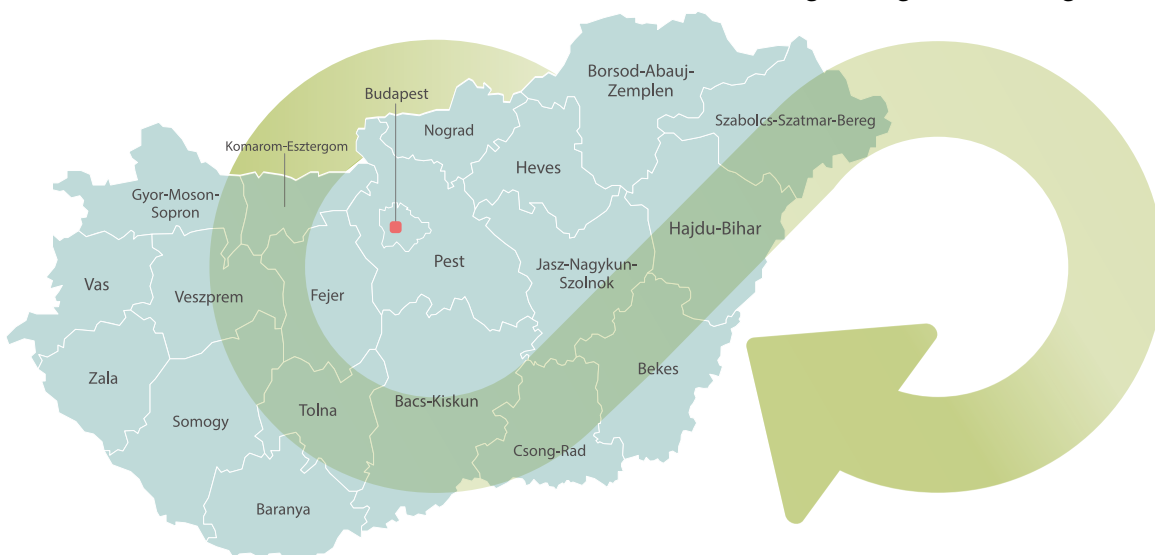 Borsod-Abauj-
Zemplen
Budapest
Szabolcs-Szatmar-Bereg
Nograd
Komarom-Esztergom
Heves
Gyor-Moson-
Sopron
Hajdu-Bihar
Pest
Jasz-Nagykun-
Szolnok
Vas
Veszprem
Fejer
Bekes
Zala
Tolna
Bacs-Kiskun
Somogy
Csong-Rad
Baranya